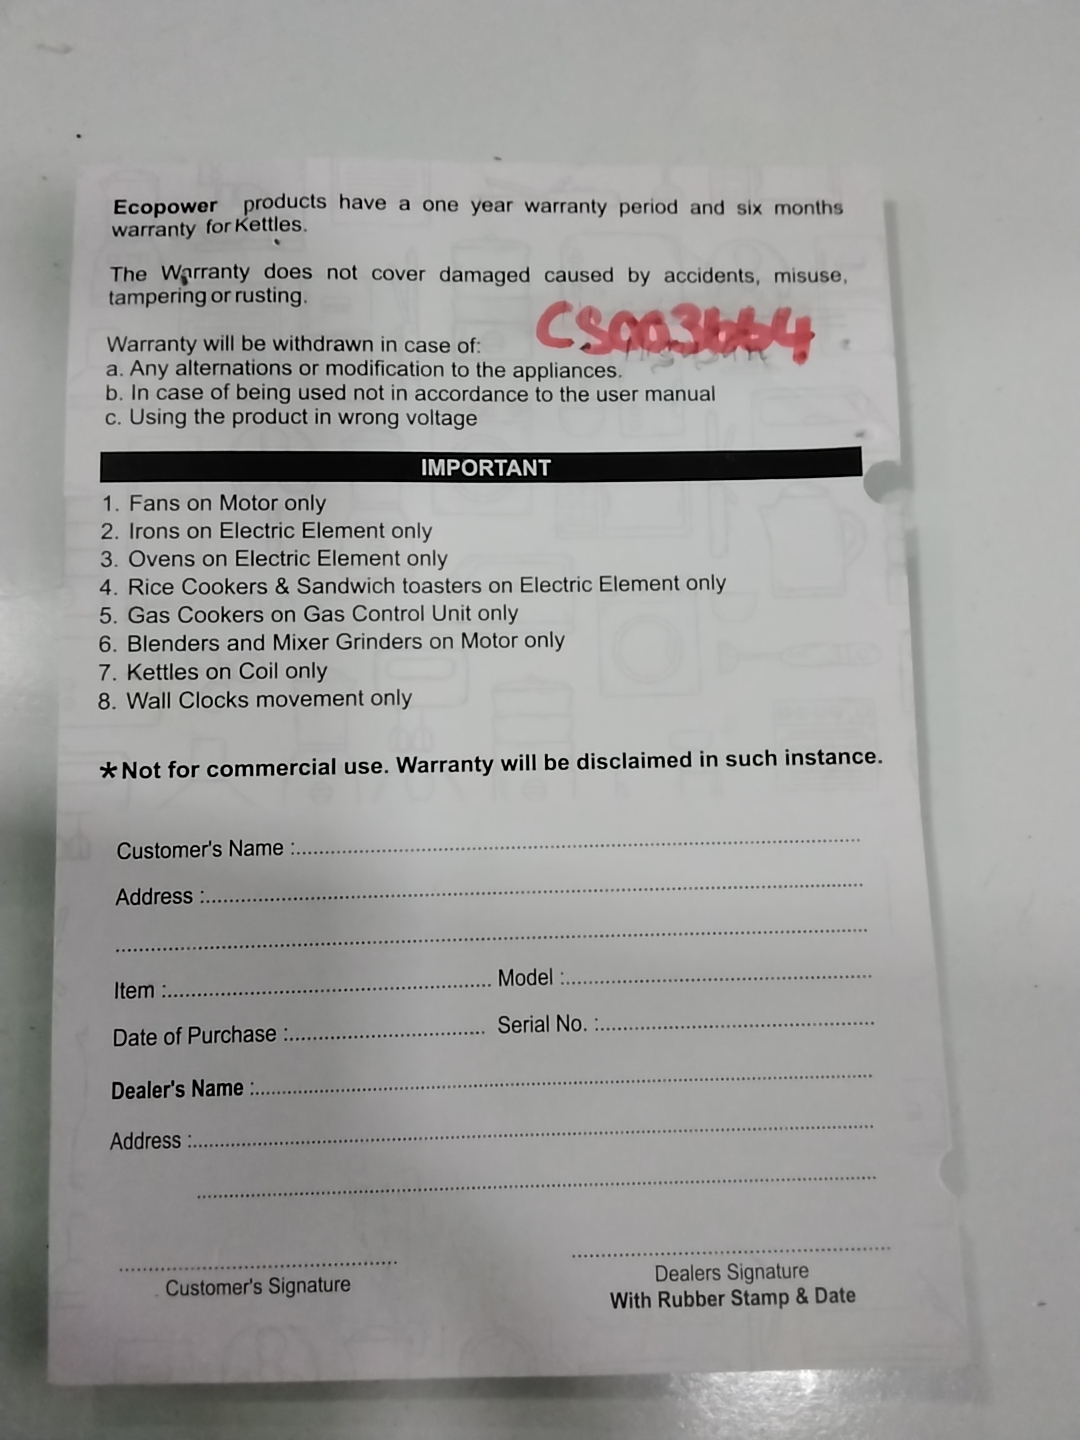 Ecopower products have a one year warranty period and six months
warranty for Kettles.
The Warranty does not cover damaged caused by accidents, misuse,
tampering or rusting.
Warranty will be withdrawn in case of:
a. Any alternations or modification to the appliances.
b. In case of being used not in accordance to the user manual
c. Using the product in wrong voltage
IMPORTANT
1. Fans on Motor only
2. Irons on Electric Element only
3. Ovens on Electric Element only
4. Rice Cookers & Sandwich toasters on Electric Element only
5. Gas Cookers on Gas Control Unit only
6. Blenders and Mixer Grinders on Motor only
7. Kettles on Coil only
8. Wall Clocks movement only
*Not for commercial use. Warranty will be disclaimed in such instance.
Customer's Name :
Address :
Item : Model :
Date of Purchase : Serial No. :
Dealer's Name :
Address :
Customer's Signature Dealers Signature
With Rubber Stamp & Date